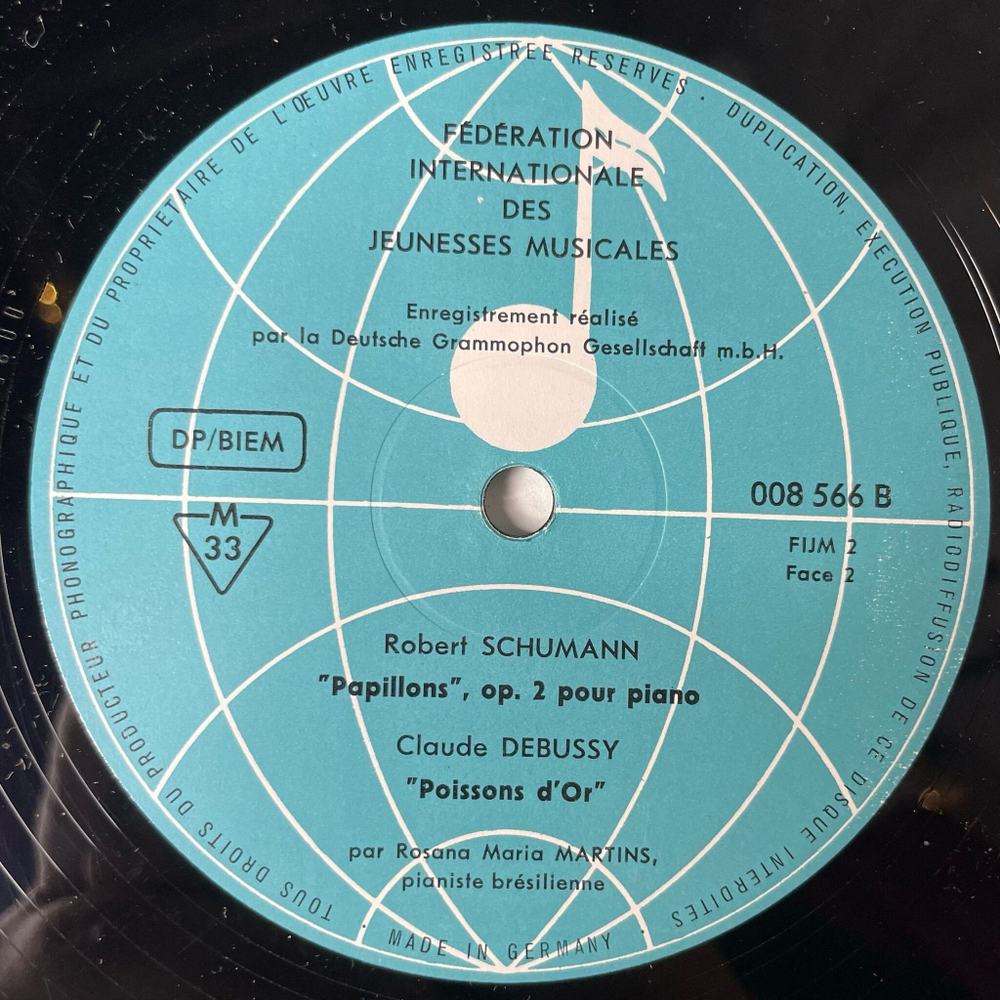 TOUS DROITS DU PRODUCTEUR PHONOGRAPHIQUE ET DU PROPRIETAIRE DE L'OEUVRE ENREGISTREE RESERVES · DUPLICATION, EXECUTION PUBLIQUE, RADIODIFFUSION DE CE DISQUE INTERDITES
FÉDÉRATION
INTERNATIONALE
DES
JEUNESSES MUSICALES
Enregistrement réalisé
par la Deutsche Grammophon Gesellschaft m.b.H.
DP/BIEM
M
33
008 566 B
FIJM 2
Face 2
Robert SCHUMANN
"Papillons", op. 2 pour piano
Claude DEBUSSY
"Poissons d'Or"
par Rosana Maria MARTINS,
pianiste brésilienne
· MADE IN GERMANY ·